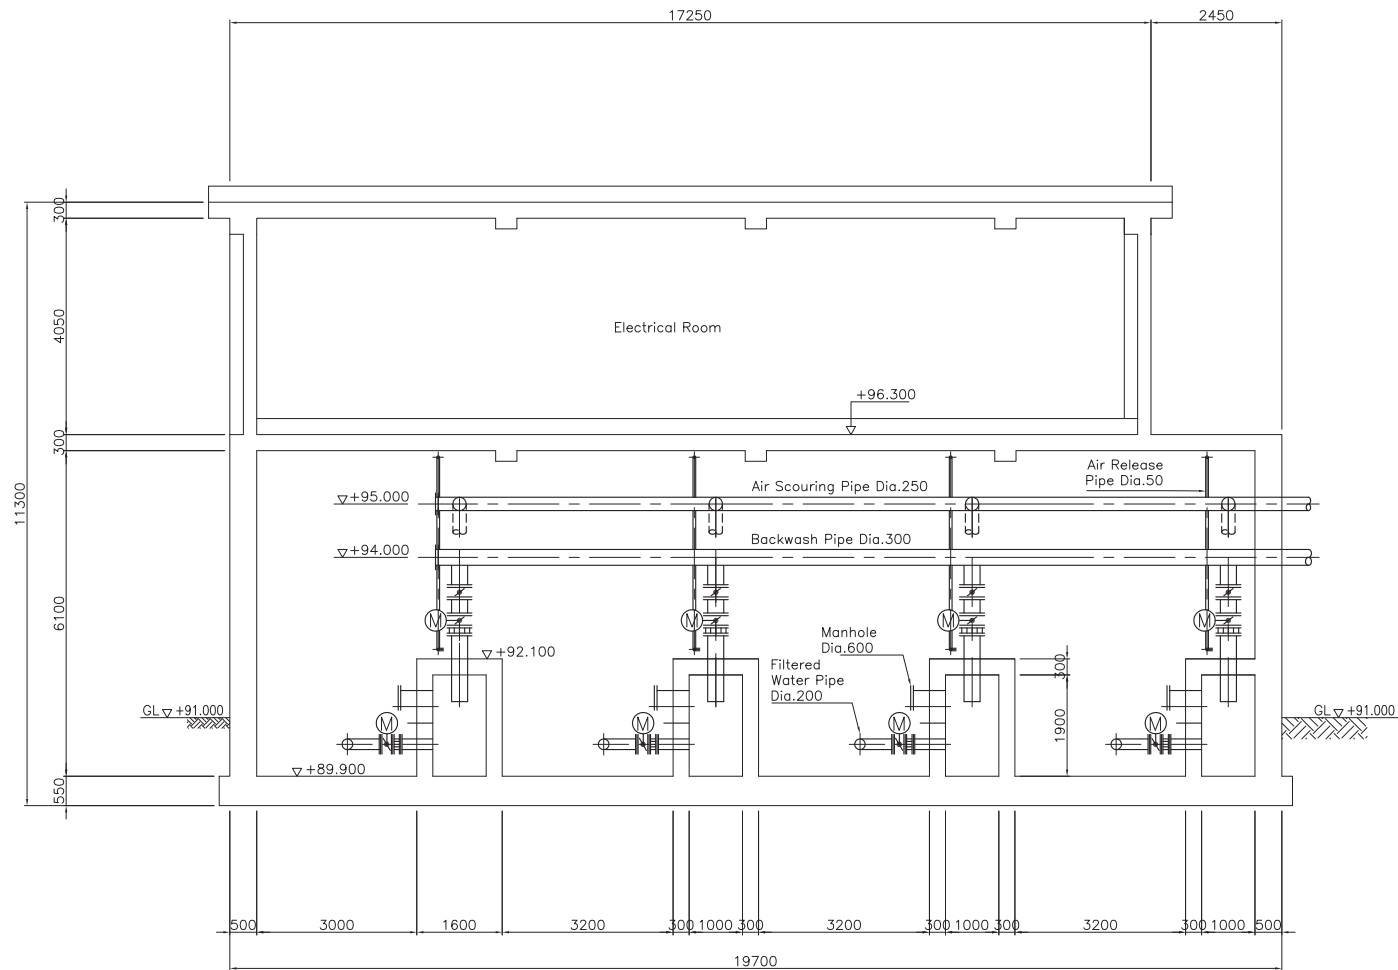 17250
2450
300
4050
Electrical Room
+96.300
300
Air Release
Pipe Dia.50
Air Scouring Pipe Dia.250
+95.000
11300
Backwash Pipe Dia.300
+94.000
6100
M
M
M
M
Manhole
Dia.600
+92.100
Filtered
Water Pipe
Dia.200
300
GL +91.000
GL +91.000
M
M
M
M
1900
+89.900
550
500
3000
1600
3200
300
1000
300
3200
300
1000
300
3200
300
1000
500
19700